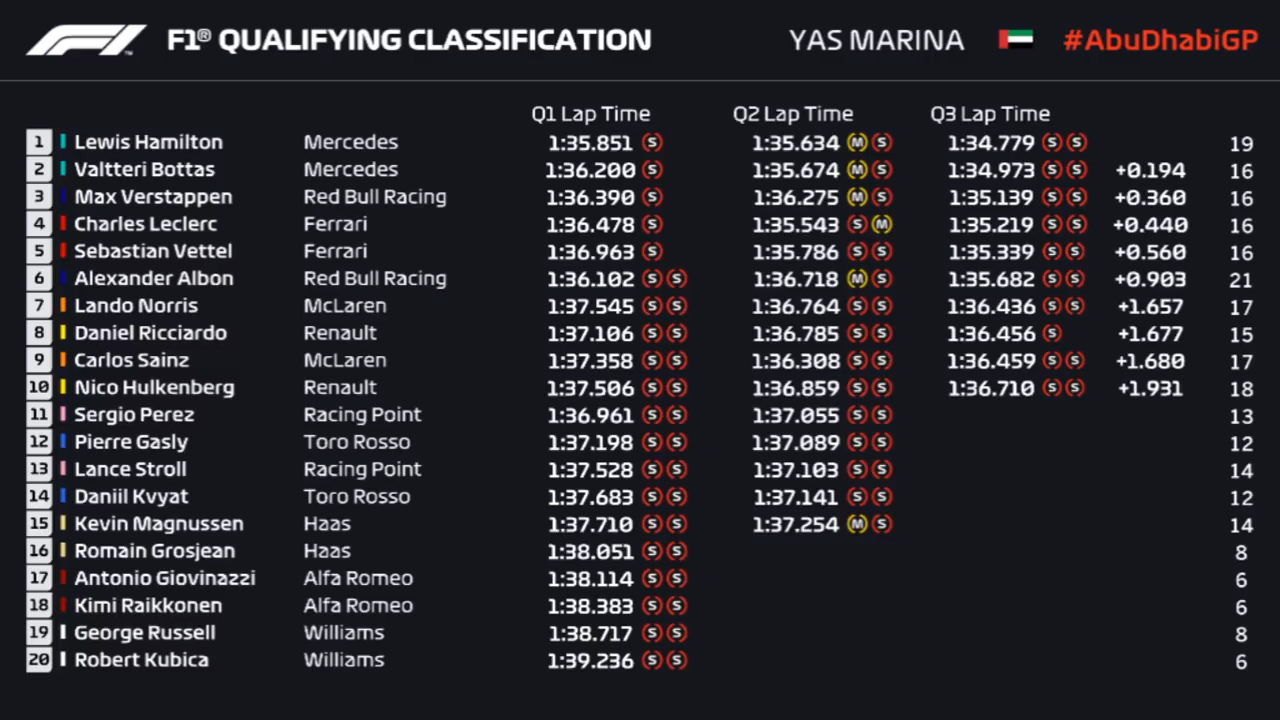 F1® QUALIFYING CLASSIFICATION YAS MARINA #AbuDhabiGP
Q1 Lap Time Q2 Lap Time Q3 Lap Time
1 Lewis Hamilton Mercedes 1:35.851 S 1:35.634 M S 1:34.779 S S 19
2 Valtteri Bottas Mercedes 1:36.200 S 1:35.674 M S 1:34.973 S S +0.194 16
3 Max Verstappen Red Bull Racing 1:36.390 S 1:36.275 M S 1:35.139 S S +0.360 16
4 Charles Leclerc Ferrari 1:36.478 S 1:35.543 S M 1:35.219 S S +0.440 16
5 Sebastian Vettel Ferrari 1:36.963 S 1:35.786 S S 1:35.339 S S +0.560 16
6 Alexander Albon Red Bull Racing 1:36.102 S S 1:36.718 M S 1:35.682 S S +0.903 21
7 Lando Norris McLaren 1:37.545 S S 1:36.764 S S 1:36.436 S S +1.657 17
8 Daniel Ricciardo Renault 1:37.106 S S 1:36.785 S S 1:36.456 S +1.677 15
9 Carlos Sainz McLaren 1:37.358 S S 1:36.308 S S 1:36.459 S S +1.680 17
10 Nico Hulkenberg Renault 1:37.506 S S 1:36.859 S S 1:36.710 S S +1.931 18
11 Sergio Perez Racing Point 1:36.961 S S 1:37.055 S S 13
12 Pierre Gasly Toro Rosso 1:37.198 S S 1:37.089 S S 12
13 Lance Stroll Racing Point 1:37.528 S S 1:37.103 S S 14
14 Daniil Kvyat Toro Rosso 1:37.683 S S 1:37.141 S S 12
15 Kevin Magnussen Haas 1:37.710 S S 1:37.254 M S 14
16 Romain Grosjean Haas 1:38.051 S S 8
17 Antonio Giovinazzi Alfa Romeo 1:38.114 S S 6
18 Kimi Raikkonen Alfa Romeo 1:38.383 S S 6
19 George Russell Williams 1:38.717 S S 8
20 Robert Kubica Williams 1:39.236 S S 6